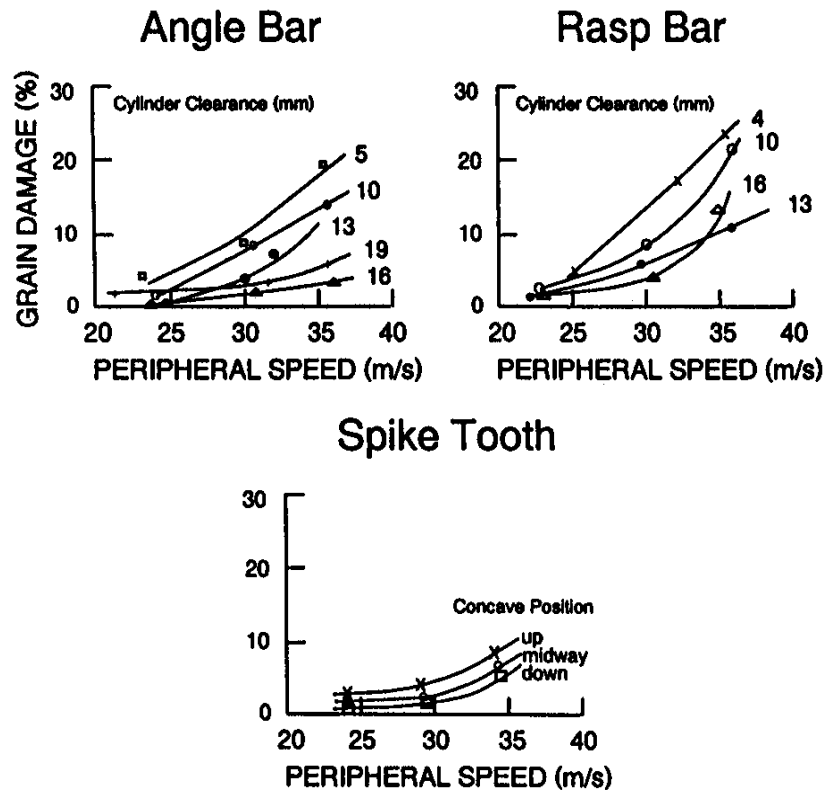 Angle Bar
GRAIN DAMAGE (%)
30
20
10
0
Cylinder Clearance (mm)
5
10
13
19
16
20 25 30 35 40
PERIPHERAL SPEED (m/s)
Rasp Bar
30
20
10
0
Cylinder Clearance (mm)
4
10
16
13
20 25 30 35 40
PERIPHERAL SPEED (m/s)
Spike Tooth
30
20
10
0
Concave Position
up
midway
down
20 25 30 35 40
PERIPHERAL SPEED (m/s)